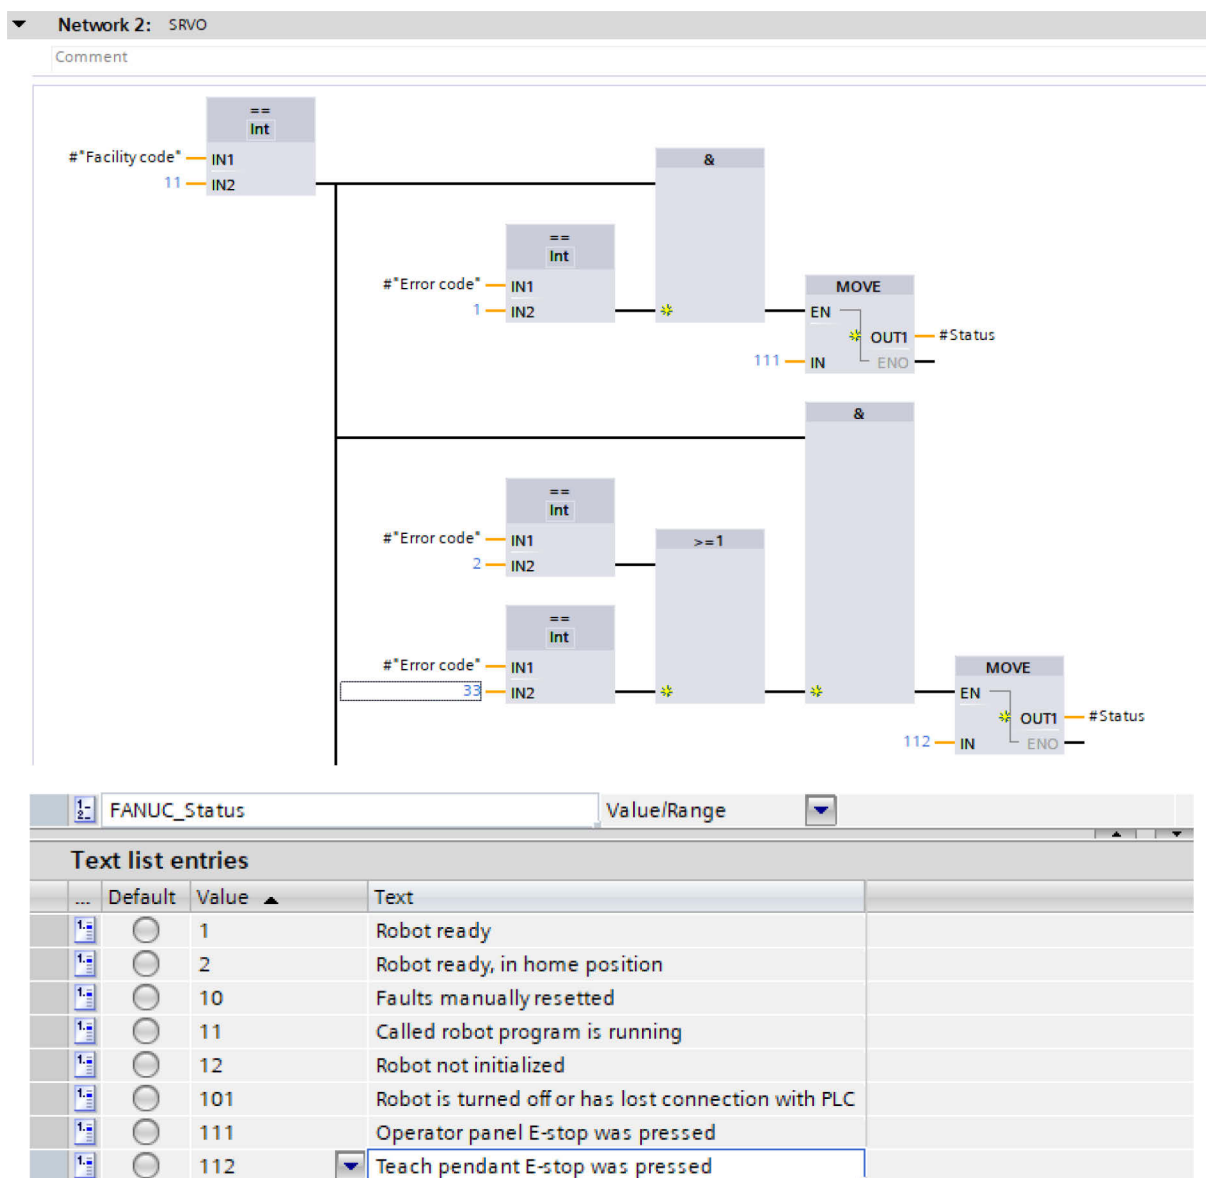 Network 2: SRVO
Comment
==
Int
#"Facility code" IN1
11 IN2
&
==
Int
#"Error code" IN1
1 IN2
MOVE
EN
OUT1 #Status
111 IN ENO
&
==
Int
#"Error code" IN1
2 IN2
>=1
==
Int
#"Error code" IN1
33 IN2
MOVE
EN
OUT1 #Status
112 IN ENO
FANUC_Status Value/Range
Text list entries
... Default Value Text
1 Robot ready
2 Robot ready, in home position
10 Faults manually resetted
11 Called robot program is running
12 Robot not initialized
101 Robot is turned off or has lost connection with PLC
111 Operator panel E-stop was pressed
112 Teach pendant E-stop was pressed